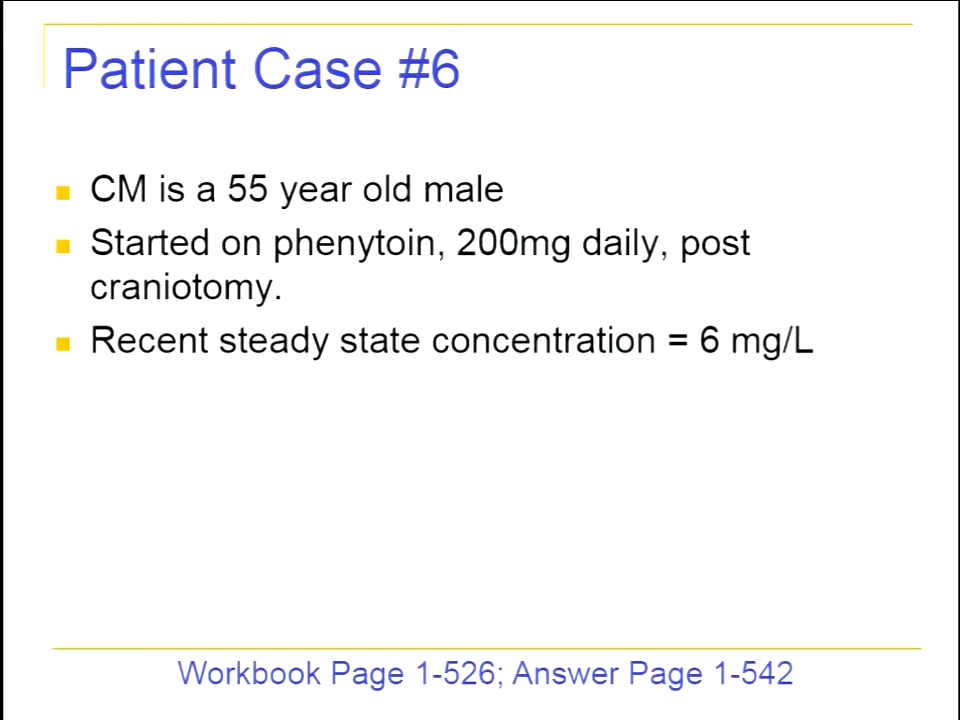 Patient Case #6
CM is a 55 year old male
Started on phenytoin, 200mg daily, post
craniotomy.
Recent steady state concentration = 6 mg/L
Workbook Page 1-526; Answer Page 1-542